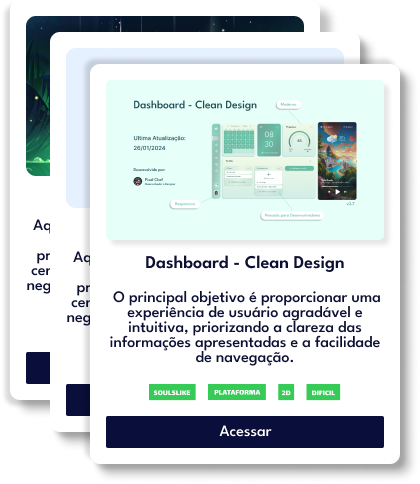 Dashboard - Clean Design
Modelos
Ultima Atualização:
26/01/2024
08
30
Desenvolvido por:
Responsivo
Pensado para Desenvolvedores
Dashboard - Clean Design
O principal objetivo é proporcionar uma
experiência de usuário agradável e
intuitiva, priorizando a clareza das
informações apresentadas e a facilidade
de navegação.
SOULSLIKE
PLATAFORMA
2D
DIFICIL
Acessar
Aq
pr
cer
neg
Aq
pr
cer
neg